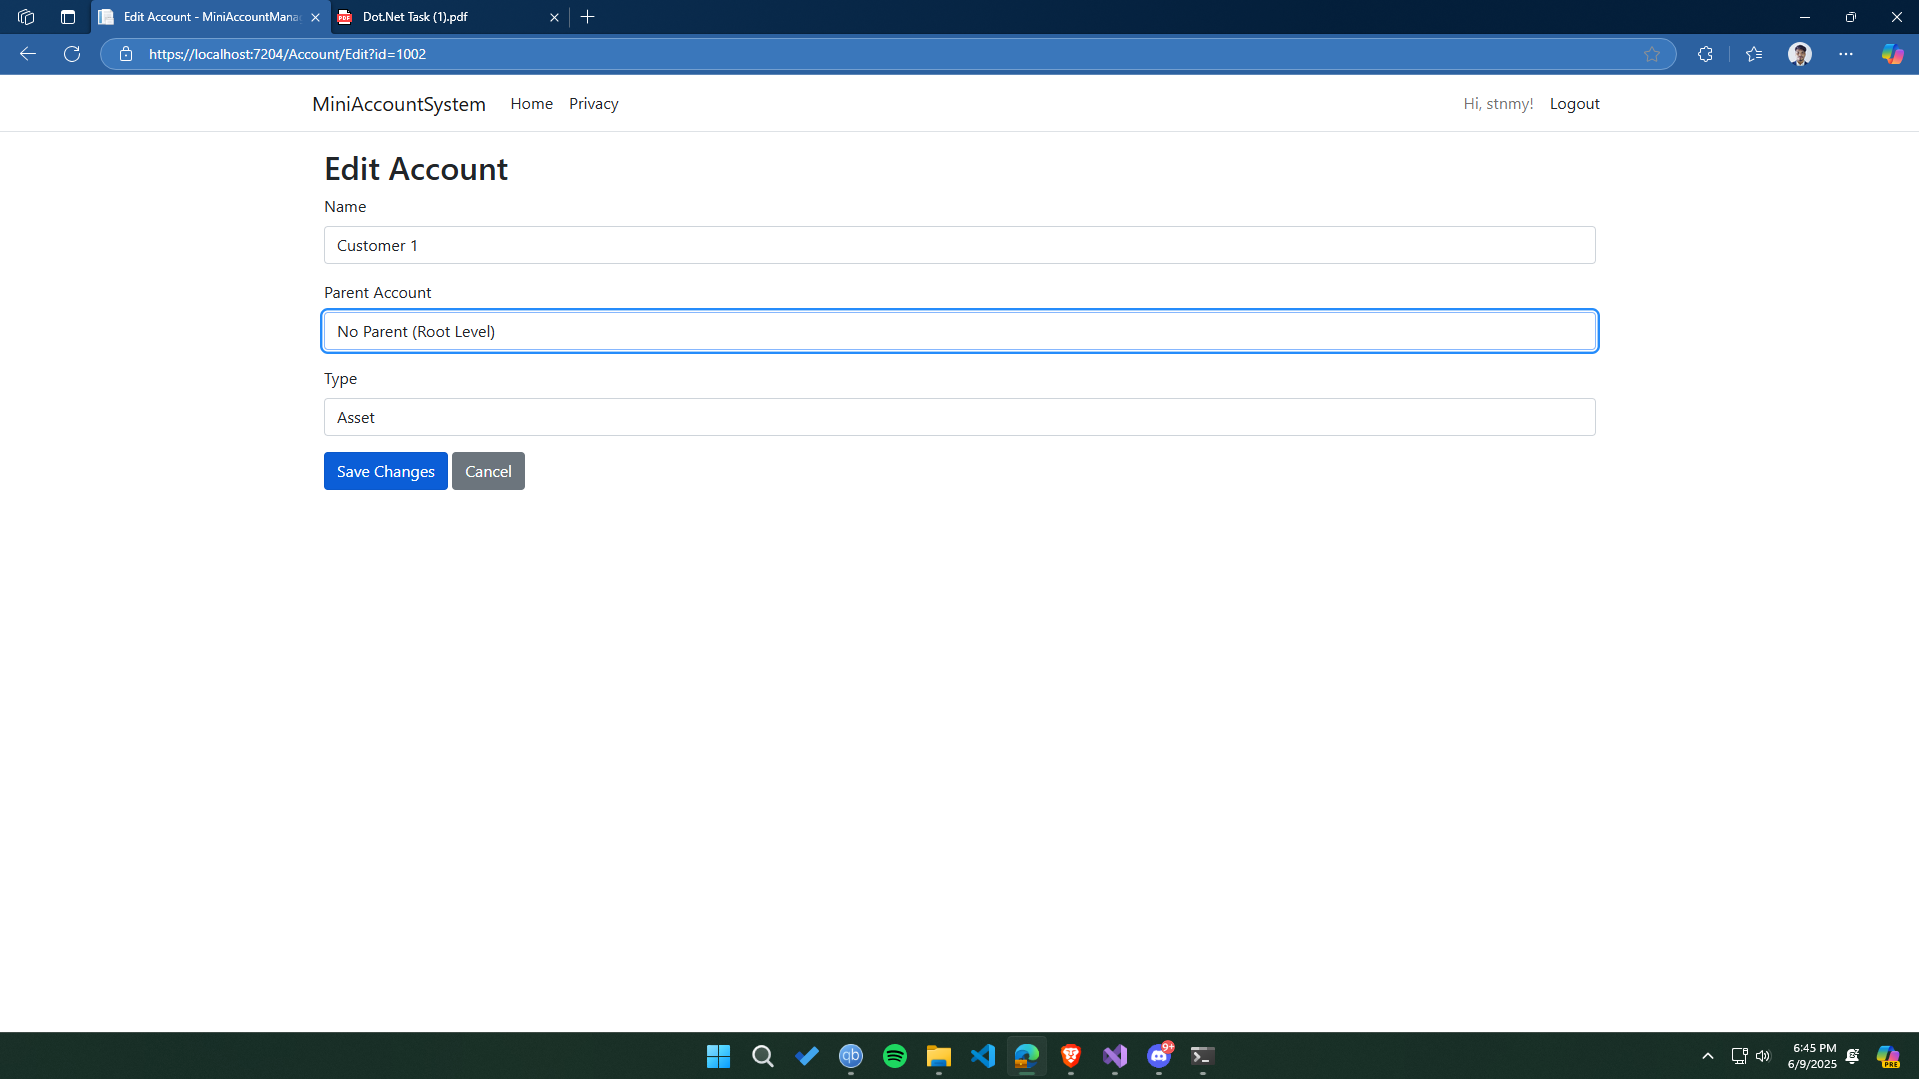 Edit Account - MiniAccountMana
Dot.Net Task (1).pdf
https://localhost:7204/Account/Edit?id=1002
MiniAccountSystem
Home
Privacy
Hi, stnmy!
Logout
Edit Account
Name
Customer 1
Parent Account
No Parent (Root Level)
Type
Asset
Save Changes
Cancel
qb
9+
6:45 PM
6/9/2025
PRE